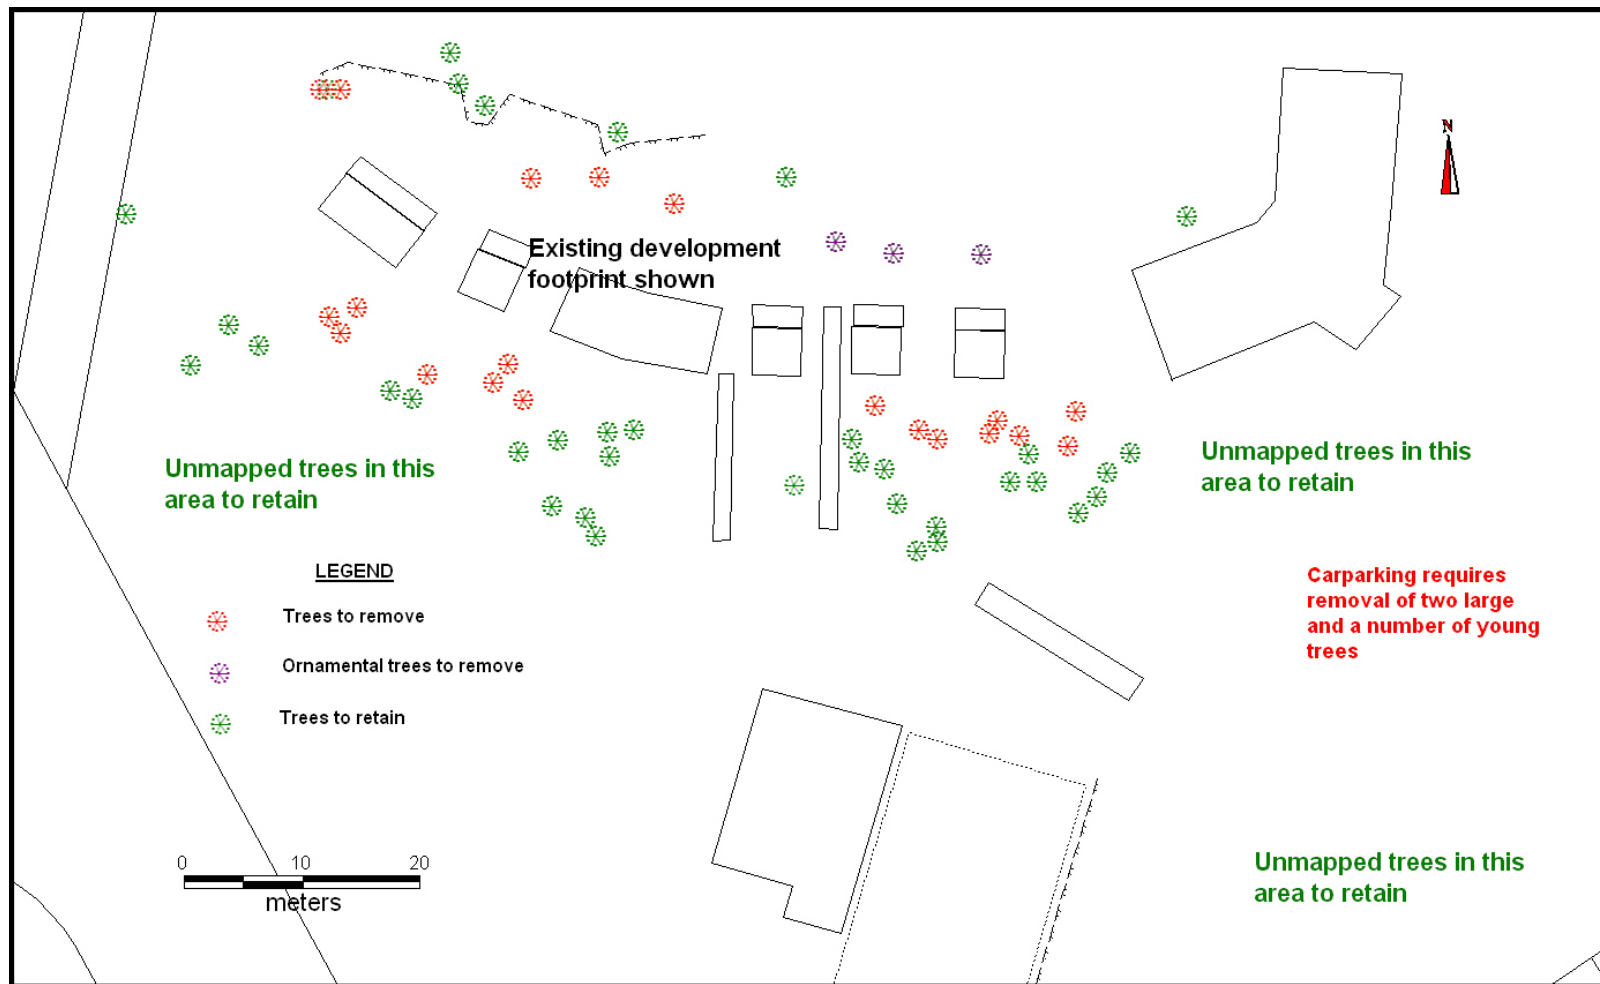 N
Existing development
footprint shown
Unmapped trees in this
area to retain
Unmapped trees in this
area to retain
LEGEND
Trees to remove
Ornamental trees to remove
Trees to retain
Carparking requires
removal of two large
and a number of young
trees
0 10 20
meters
Unmapped trees in this
area to retain